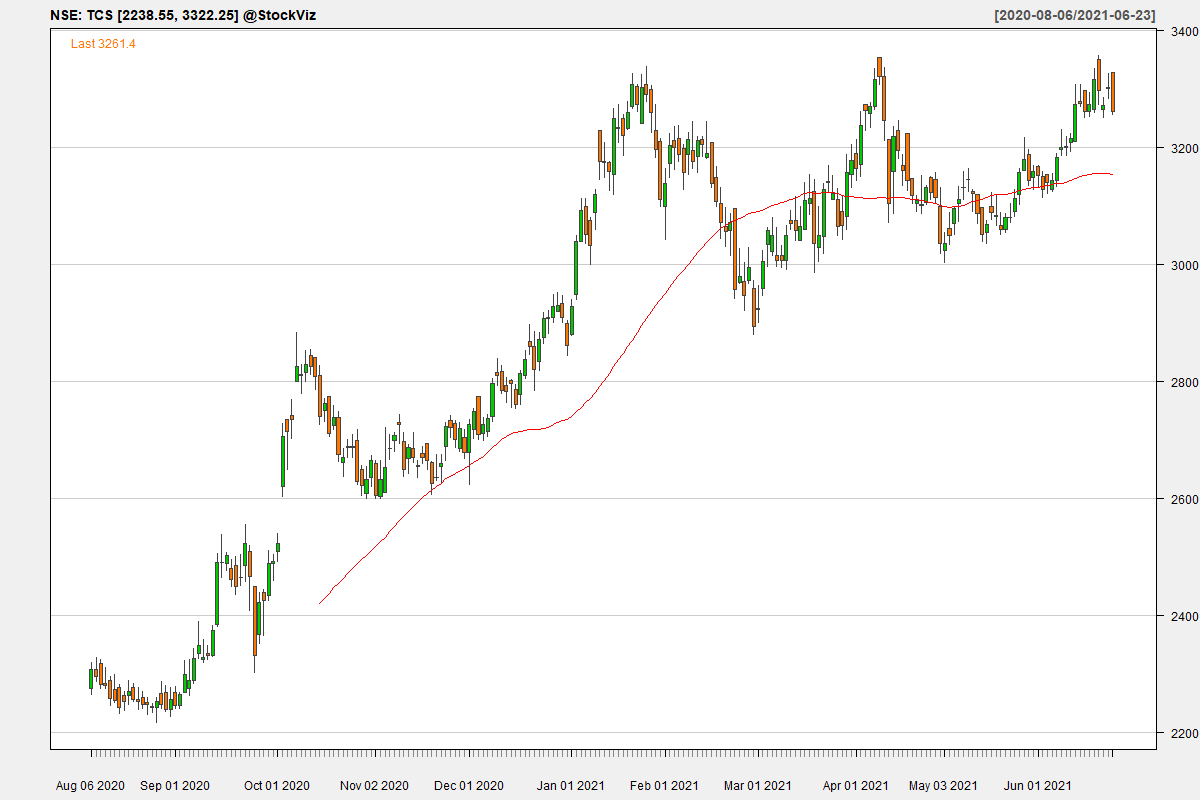 NSE: TCS [2238.55, 3322.25] @StockViz
[2020-08-06/2021-06-23]
Last 3261.4
3400
3200
3000
2800
2600
2400
2200
Aug 06 2020
Sep 01 2020
Oct 01 2020
Nov 02 2020
Dec 01 2020
Jan 01 2021
Feb 01 2021
Mar 01 2021
Apr 01 2021
May 03 2021
Jun 01 2021